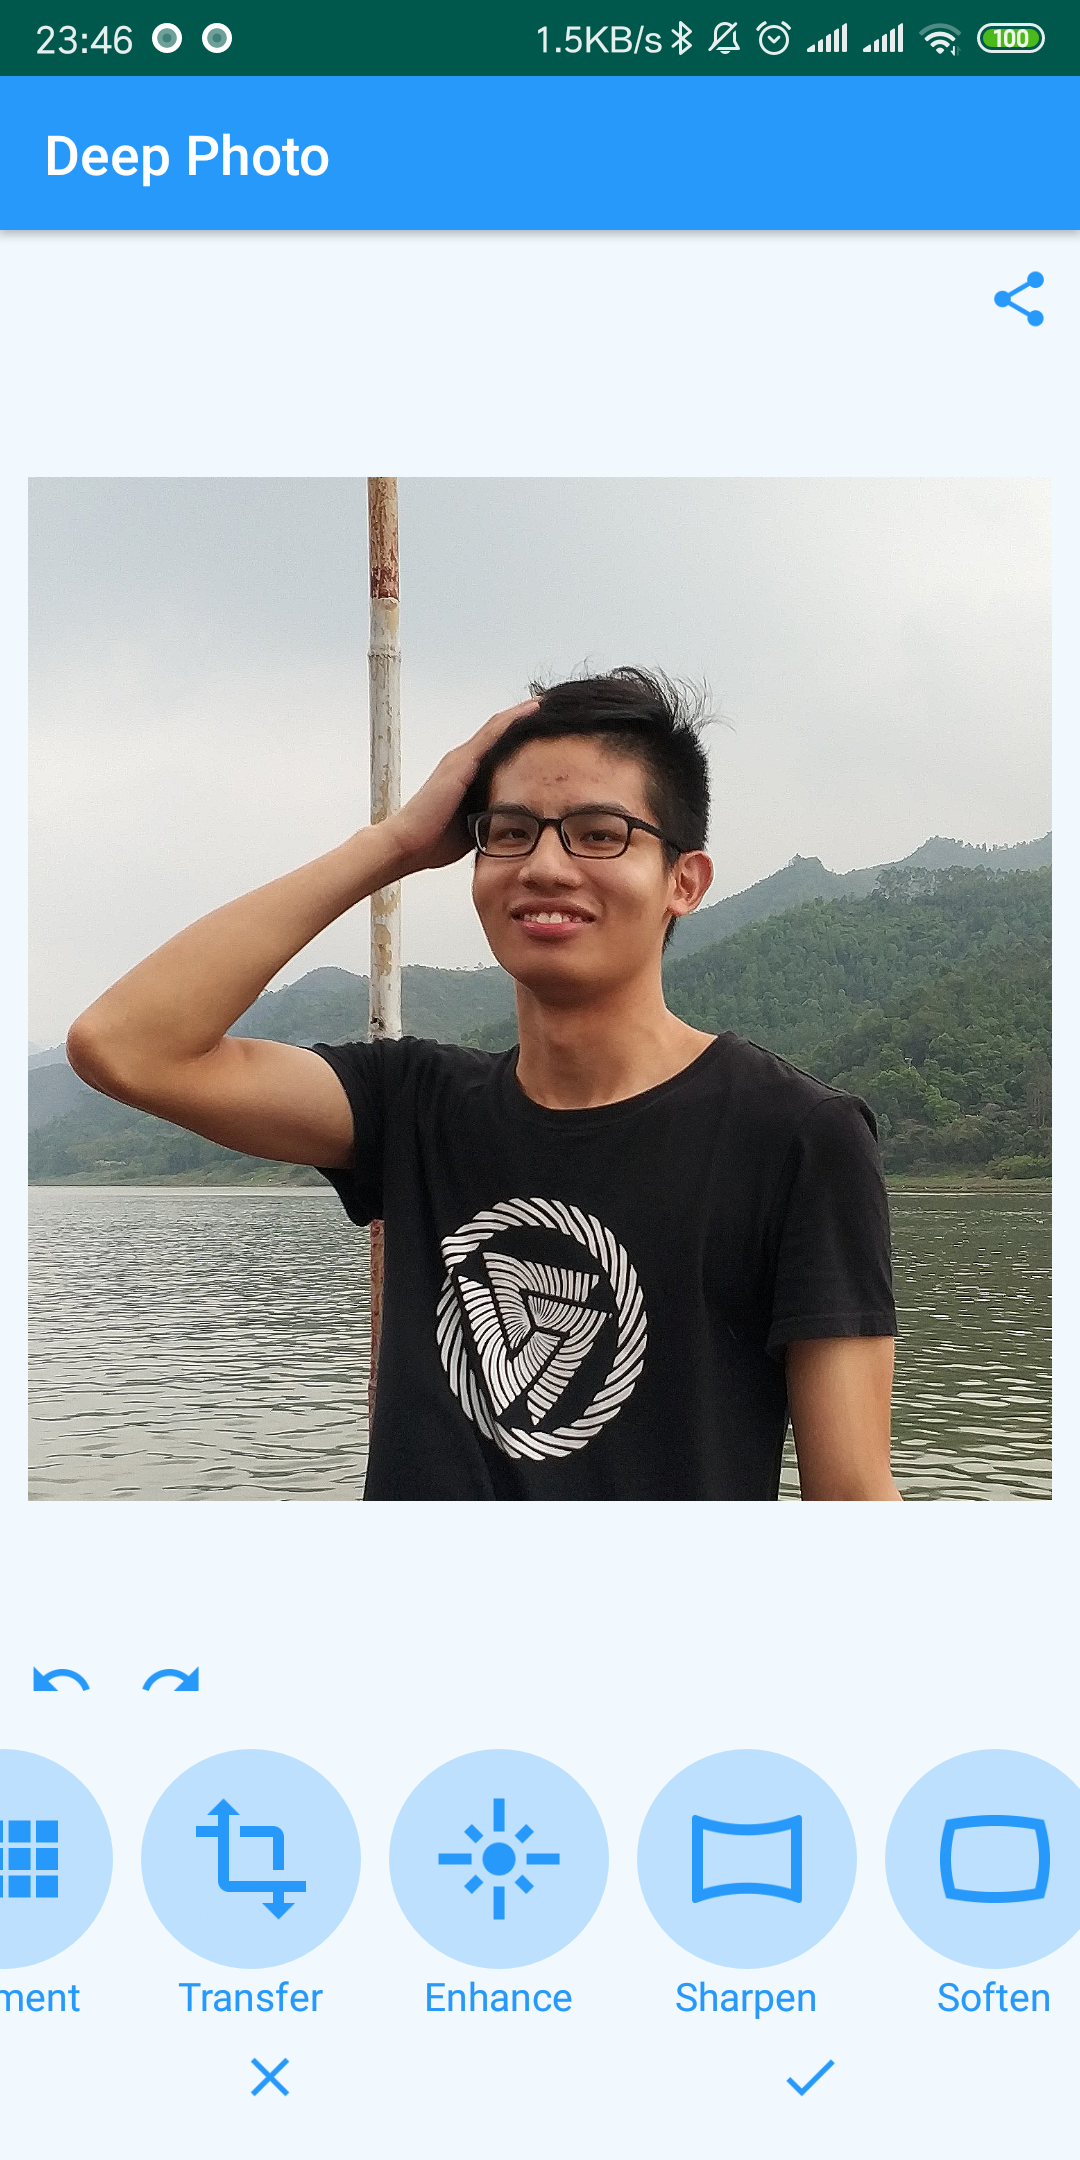 23:46 1.5KB/s 100
Deep Photo
ment Transfer Enhance Sharpen Soften